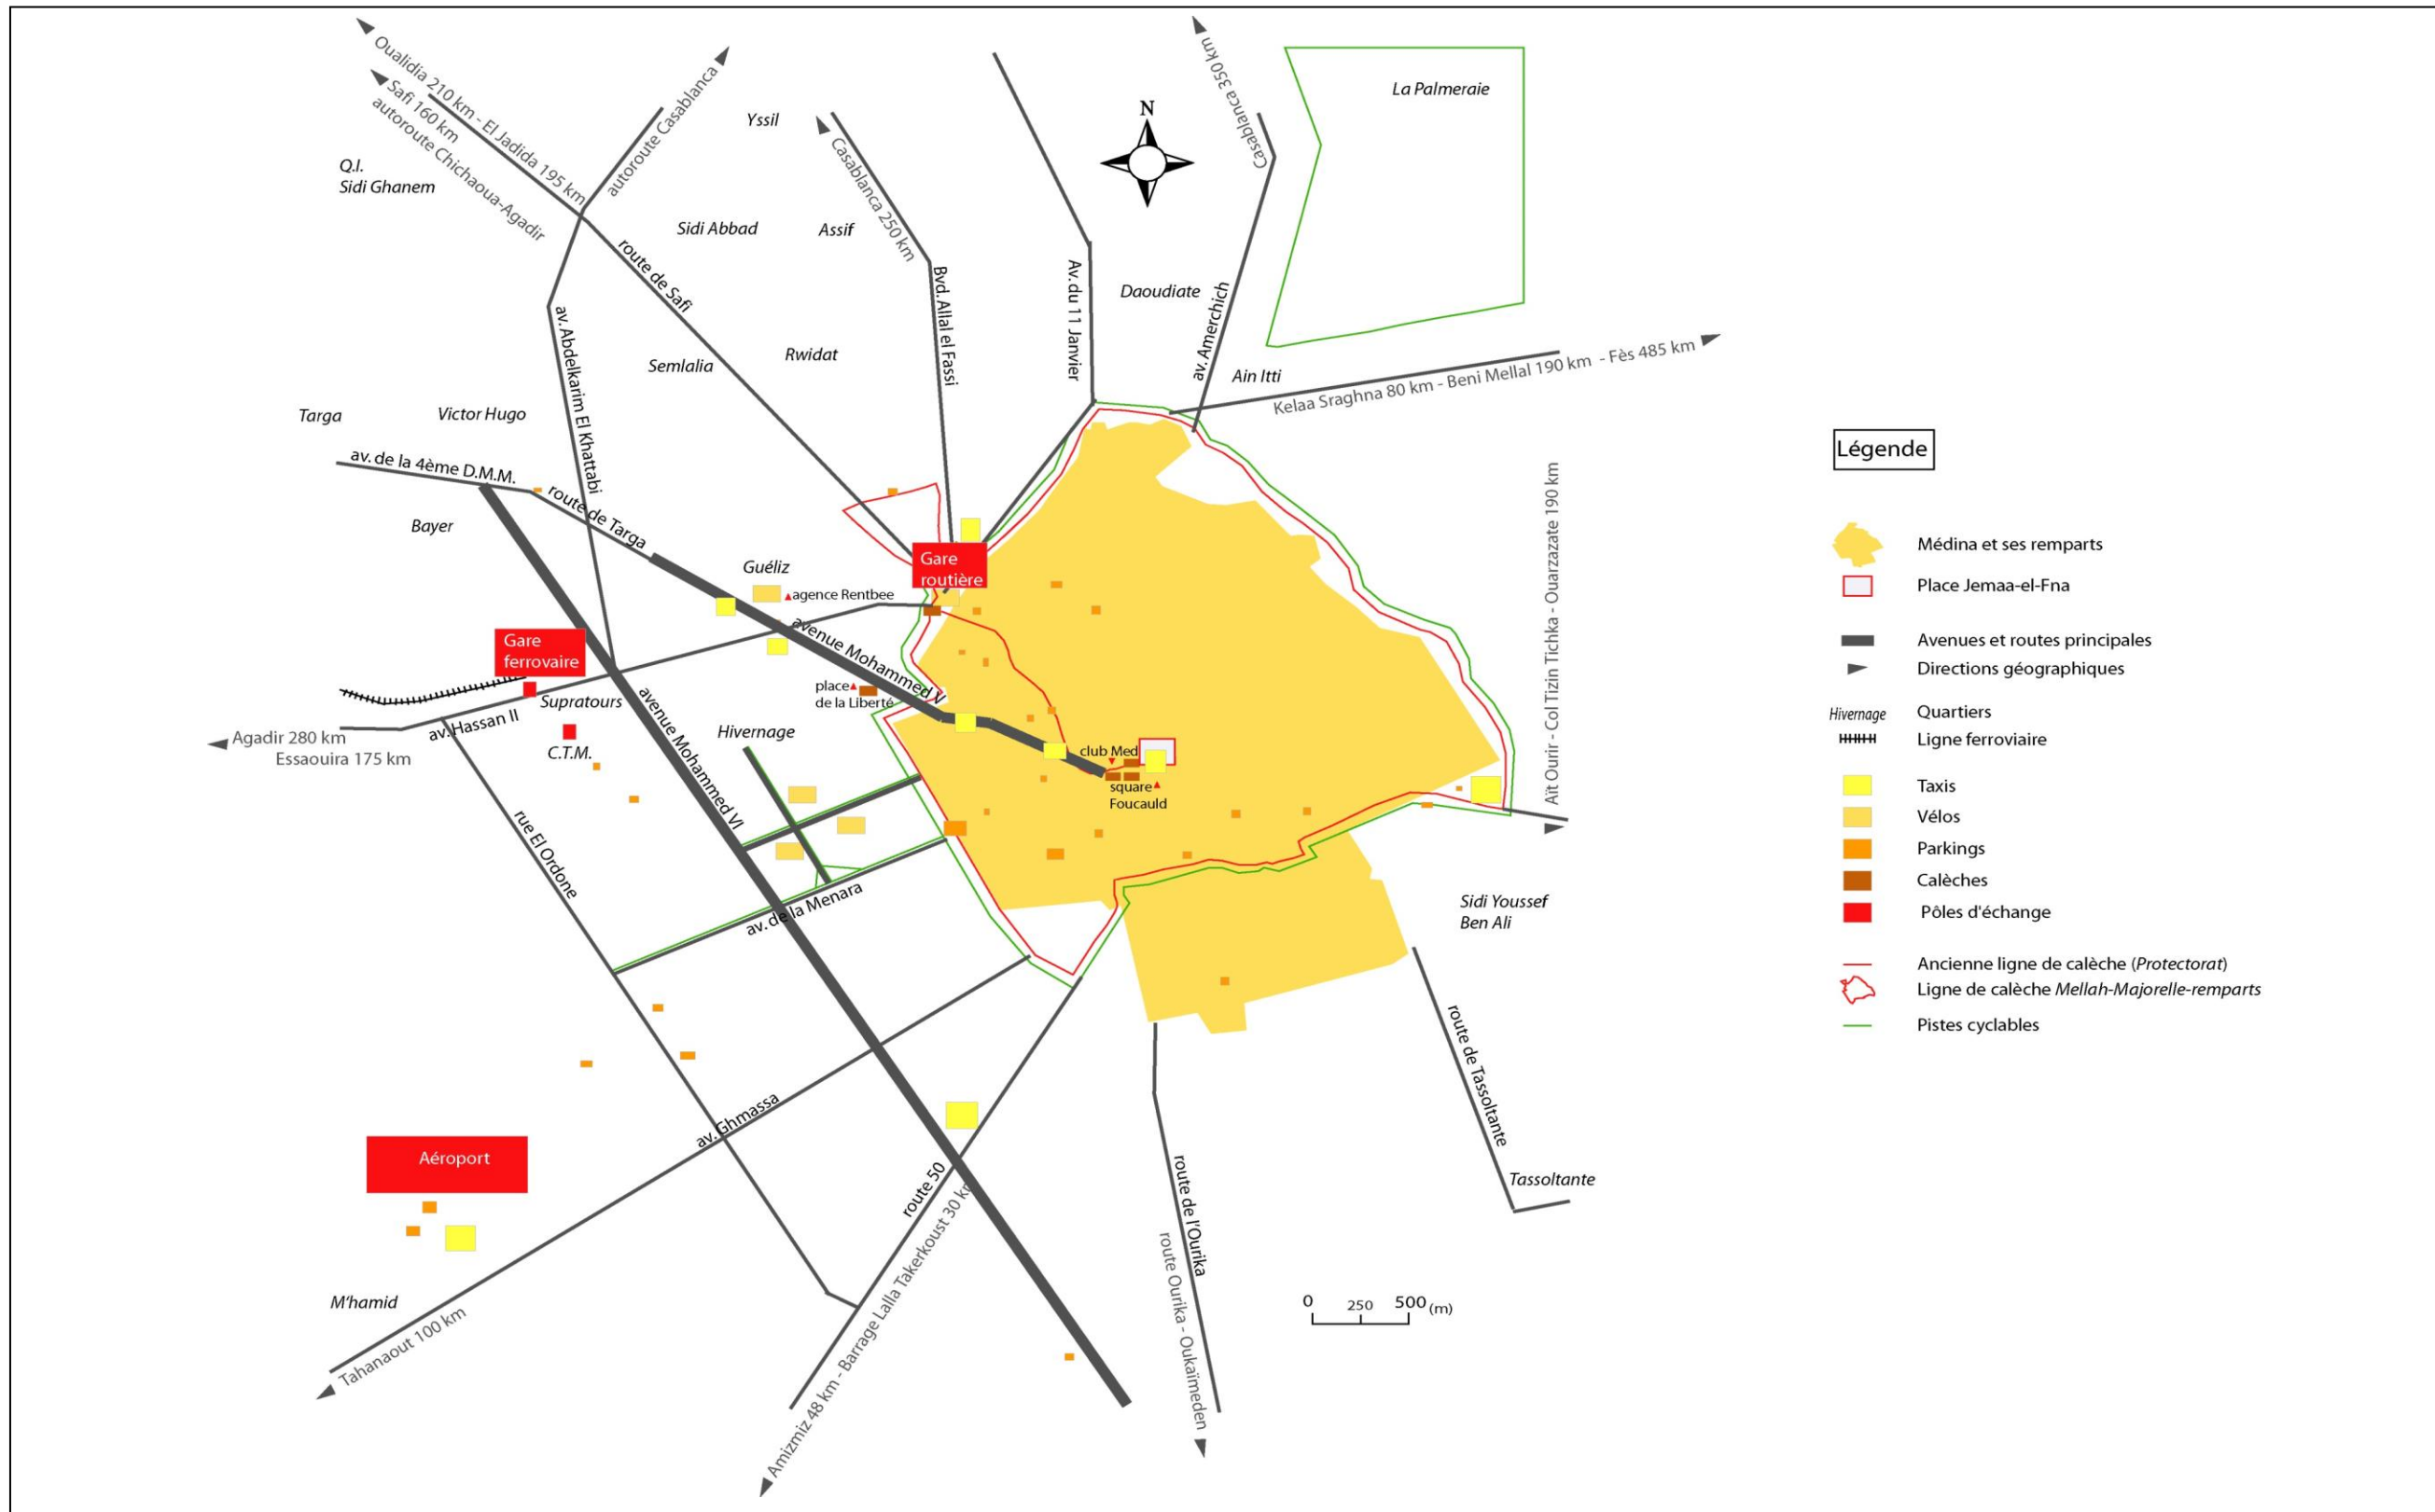 Oualidia 210 km - El Jadida 195 km
Safi 160 km
autoroute Chichaoua-Agadir
autoroute Casablanca
Casablanca 350 km
N
La Palmeraie
Yssil
Casablanca 250 km
Q.I.
Sidi Ghanem
Sidi Abbad
Assif
route de Safi
Bvd. Allal el Fassi
Av.du 11 Janvier
Daoudiate
av. Amerchich
av. Abdelkarim El Khattabi
Semlalia
Rwidat
Ain Itti
Kelaa Sraghna 80 km - Beni Mellal 190 km - Fès 485 km
Targa
Victor Hugo
av. de la 4ème D.M.M.
route de Targa
Bayer
Guéliz
agence Rentbee
Gare
routière
Gare
ferrovaire
avenue Mohammed V
place
de la Liberté
Supratours
av. Hassan II
C.T.M.
Agadir 280 km
Essaouira 175 km
avenue Mohammed VI
Hivernage
club Med
square
Foucauld
Aït Ourir - Col Tizin Tichka - Ouarzazate 190 km
rue El Ordone
av. de la Menara
Sidi Youssef
Ben Ali
route de Tassoltante
Tassoltante
av. Ghmassa
Aéroport
route 50
Amizmiz 48 km - Barrage Lalla Takerkoust 30 km
route de l'Ourika
route Ourika - Oukaïmeden
M'hamid
Tahanaout 100 km
0 250 500 (m)
Légende
Médina et ses remparts
Place Jemaa-el-Fna
Avenues et routes principales
Directions géographiques
Hivernage Quartiers
Ligne ferroviaire
Taxis
Vélos
Parkings
Calèches
Pôles d'échange
Ancienne ligne de calèche (Protectorat)
Ligne de calèche Mellah-Majorelle-remparts
Pistes cyclables